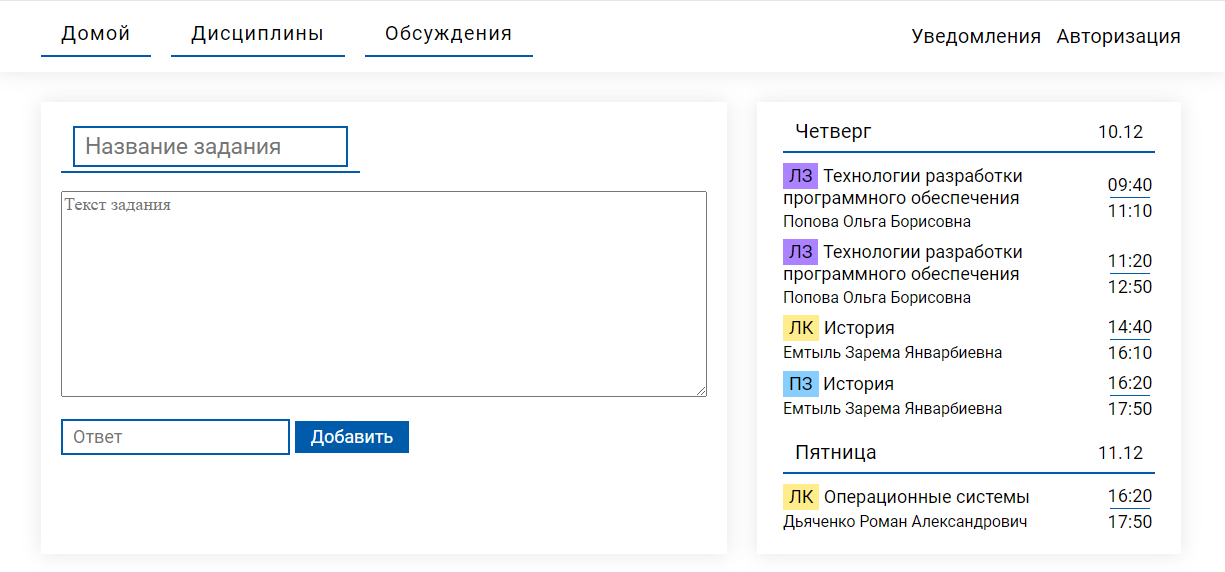 Домой Дисциплины Обсуждения Уведомления Авторизация
Название задания
Текст задания
Ответ Добавить
Четверг 10.12
ЛЗ Технологии разработки
программного обеспечения
Попова Ольга Борисовна
09:40
11:10
ЛЗ Технологии разработки
программного обеспечения
Попова Ольга Борисовна
11:20
12:50
ЛК История
Емтыль Зарема Январбиевна
14:40
16:10
ПЗ История
Емтыль Зарема Январбиевна
16:20
17:50
Пятница 11.12
ЛК Операционные системы
Дьяченко Роман Александрович
16:20
17:50